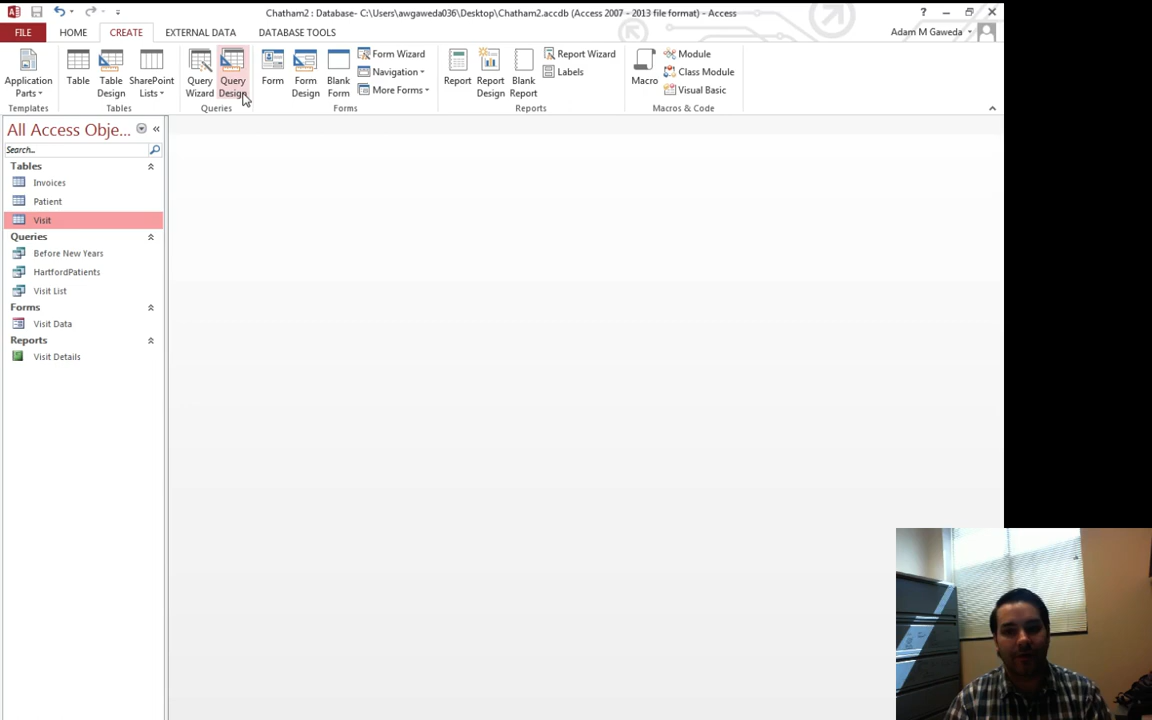 Chatham2 : Database- C:\Users\awgaweda036\Desktop\Chatham2.accdb (Access 2007 - 2013 file format) - Access
FILE HOME CREATE EXTERNAL DATA DATABASE TOOLS Adam M Gaweda
Application Parts
Table
Table Design
SharePoint Lists
Query Wizard
Query Design
Form
Form Design
Blank Form
Form Wizard
Navigation
More Forms
Report
Report Design
Blank Report
Report Wizard
Labels
Macro
Module
Class Module
Visual Basic
Templates Tables Queries Forms Reports Macros & Code
All Access Obje...
Search...
Tables
Invoices
Patient
Visit
Queries
Before New Years
HartfordPatients
Visit List
Forms
Visit Data
Reports
Visit Details